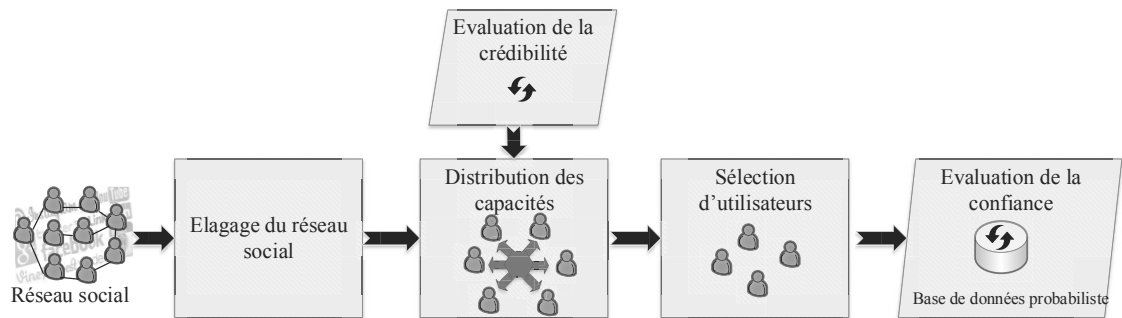 Evaluation de la
crédibilité
Réseau social
Elagage du réseau
social
Distribution des
capacités
Sélection
d'utilisateurs
Evaluation de la
confiance
Base de données probabiliste